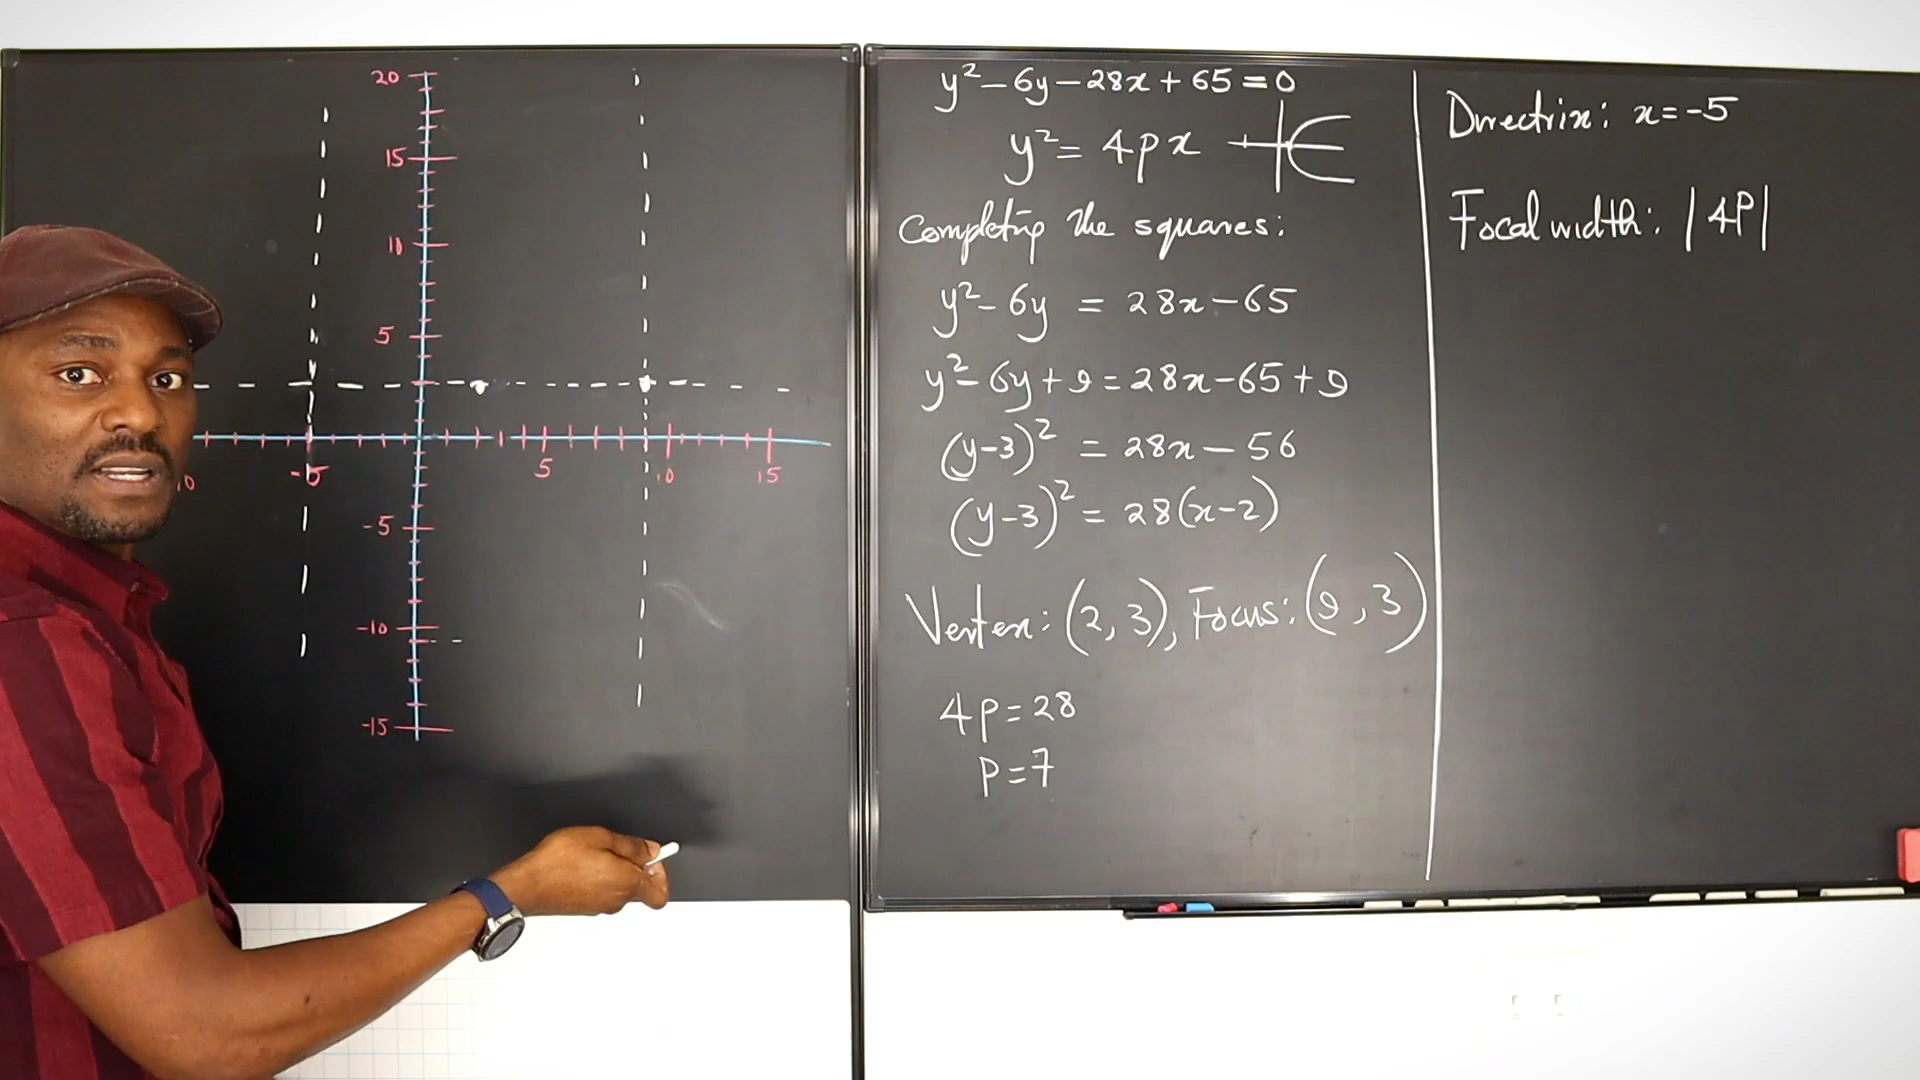 20
15
10
5
-5
-10
-15
10
-5
5
10
15
y² - 6y - 28x + 65 = 0
y² = 4px
Completing the squares:
y² - 6y = 28x - 65
y² - 6y + 9 = 28x - 65 + 9
(y-3)² = 28x - 56
(y-3)² = 28(x-2)
Vertex: (2, 3), Focus: (9, 3)
4p = 28
p = 7
Directrix: x = -5
Focal width: |4P|